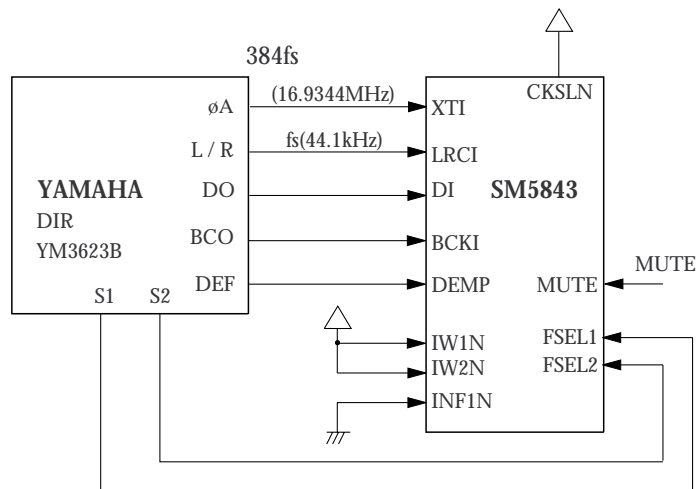 384fs
CKSLN
øA
(16.9344MHz)
XTI
L / R
fs(44.1kHz)
LRCI
YAMAHA
DO
DI
SM5843
DIR
YM3623B
BCO
BCKI
DEF
DEMP
MUTE
MUTE
S1
S2
IW1N
FSEL1
IW2N
FSEL2
INF1N